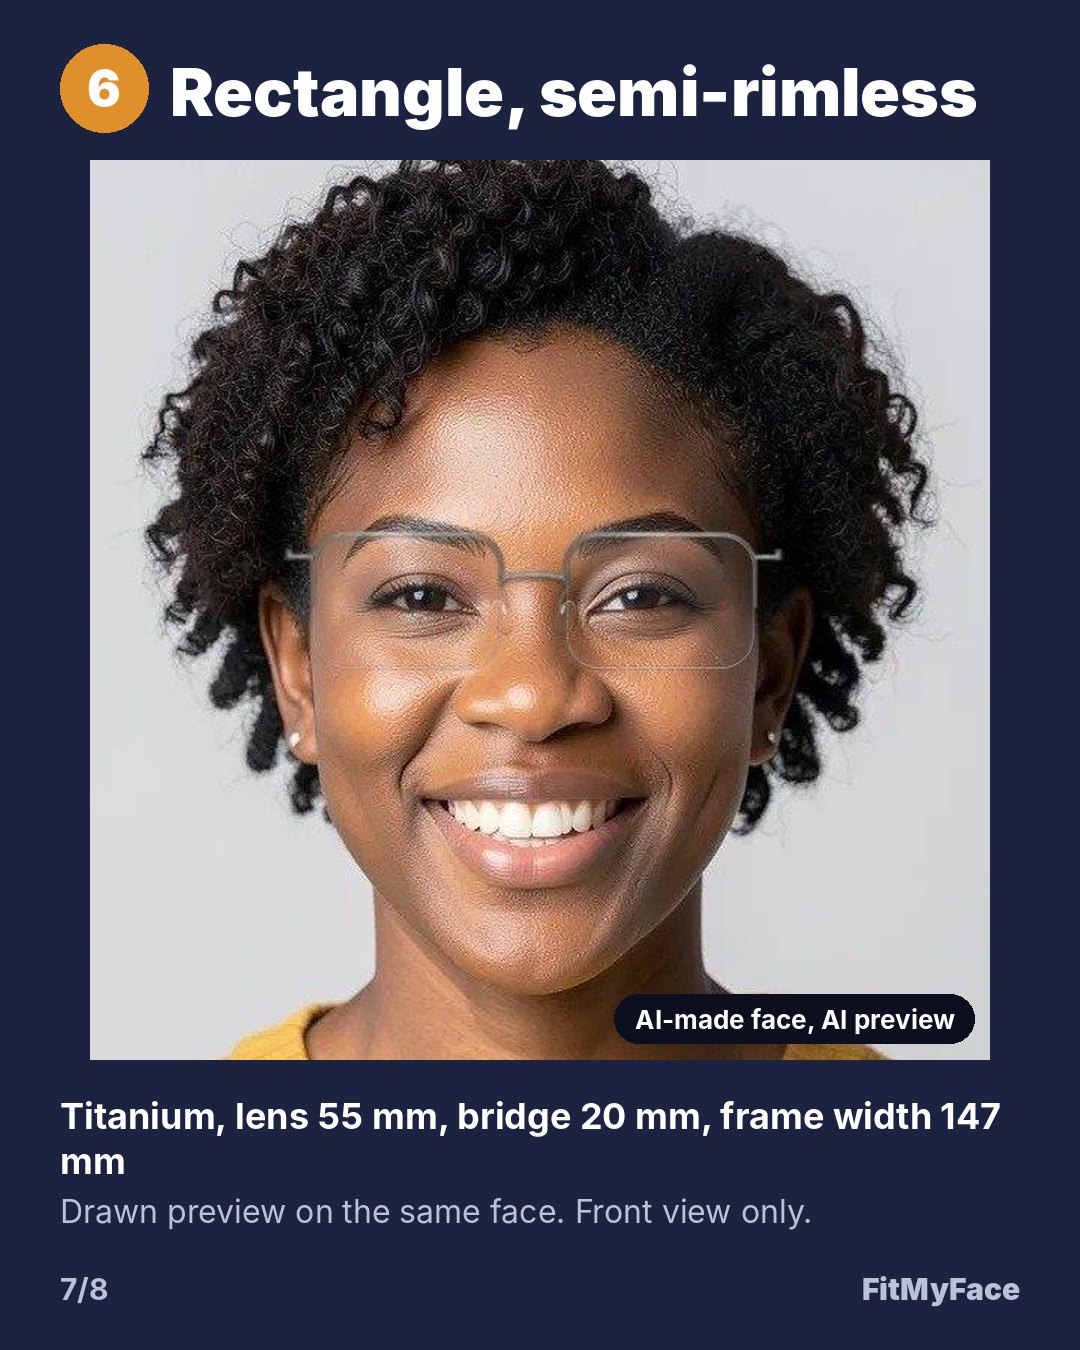 6
Rectangle, semi-rimless
AI-made face, AI preview
Titanium, lens 55 mm, bridge 20 mm, frame width 147
mm
Drawn preview on the same face. Front view only.
7/8
FitMyFace